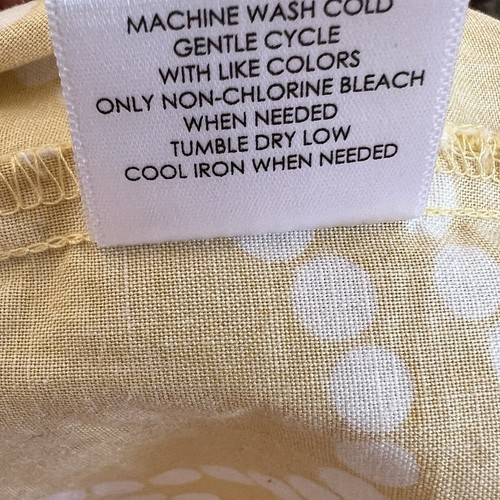 MACHINE WASH COLD
GENTLE CYCLE
WITH LIKE COLORS
ONLY NON-CHLORINE BLEACH
WHEN NEEDED
TUMBLE DRY LOW
COOL IRON WHEN NEEDED